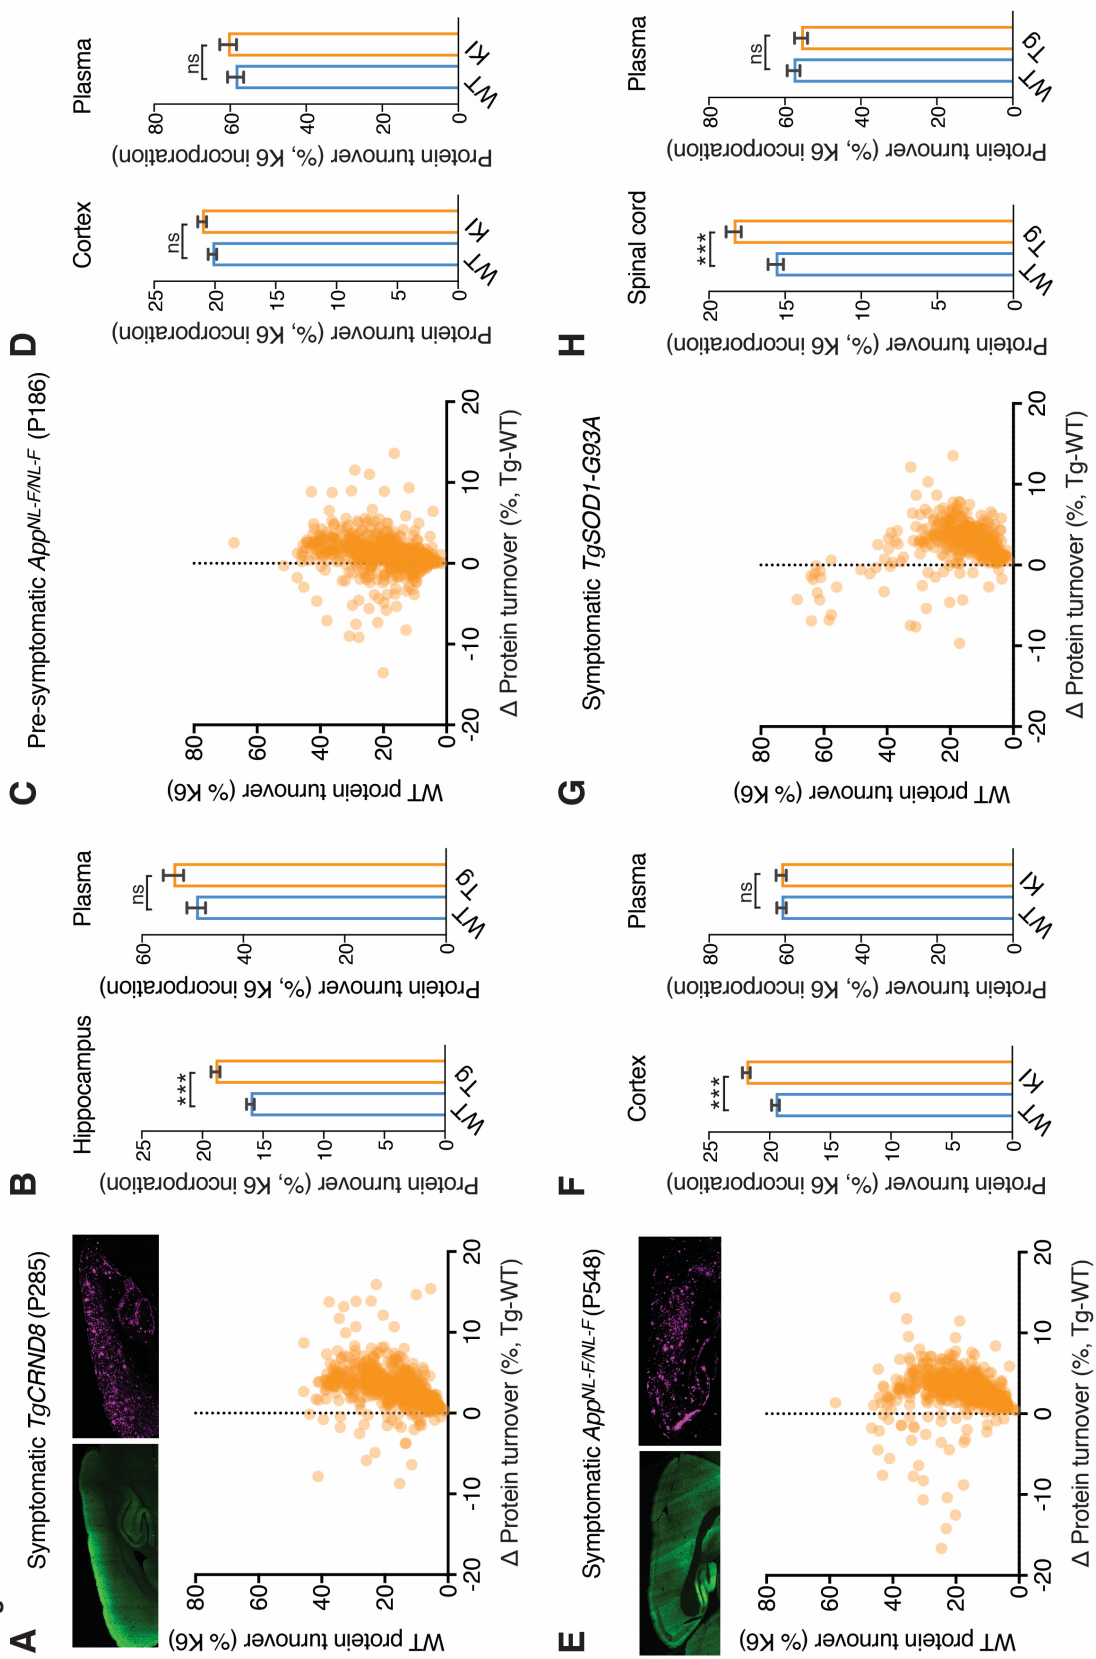 A
Symptomatic TgCRND8 (P285)
WT protein turnover (% K6)
80
60
40
20
0
-20
-10
0
10
20
Δ Protein turnover (%, Tg-WT)
B
Hippocampus
Protein turnover (%, K6 incorporation)
25
20
15
10
5
0
***
WT
Tg
Plasma
Protein turnover (%, K6 incorporation)
60
40
20
0
ns
WT
Tg
C
Pre-symptomatic AppNL-F/NL-F (P186)
WT protein turnover (% K6)
80
60
40
20
0
-20
-10
0
10
20
Δ Protein turnover (%, Tg-WT)
D
Cortex
Protein turnover (%, K6 incorporation)
25
20
15
10
5
0
ns
WT
KI
Plasma
Protein turnover (%, K6 incorporation)
80
60
40
20
0
ns
WT
KI
E
Symptomatic AppNL-F/NL-F (P548)
WT protein turnover (% K6)
80
60
40
20
0
-20
-10
0
10
20
Δ Protein turnover (%, Tg-WT)
F
Cortex
Protein turnover (%, K6 incorporation)
25
20
15
10
5
0
***
WT
KI
Plasma
Protein turnover (%, K6 incorporation)
80
60
40
20
0
ns
WT
KI
G
Symptomatic TgSOD1-G93A
WT protein turnover (% K6)
80
60
40
20
0
-20
-10
0
10
20
Δ Protein turnover (%, Tg-WT)
H
Spinal cord
Protein turnover (%, K6 incorporation)
20
15
10
5
0
***
WT
Tg
Plasma
Protein turnover (%, K6 incorporation)
80
60
40
20
0
ns
WT
Tg